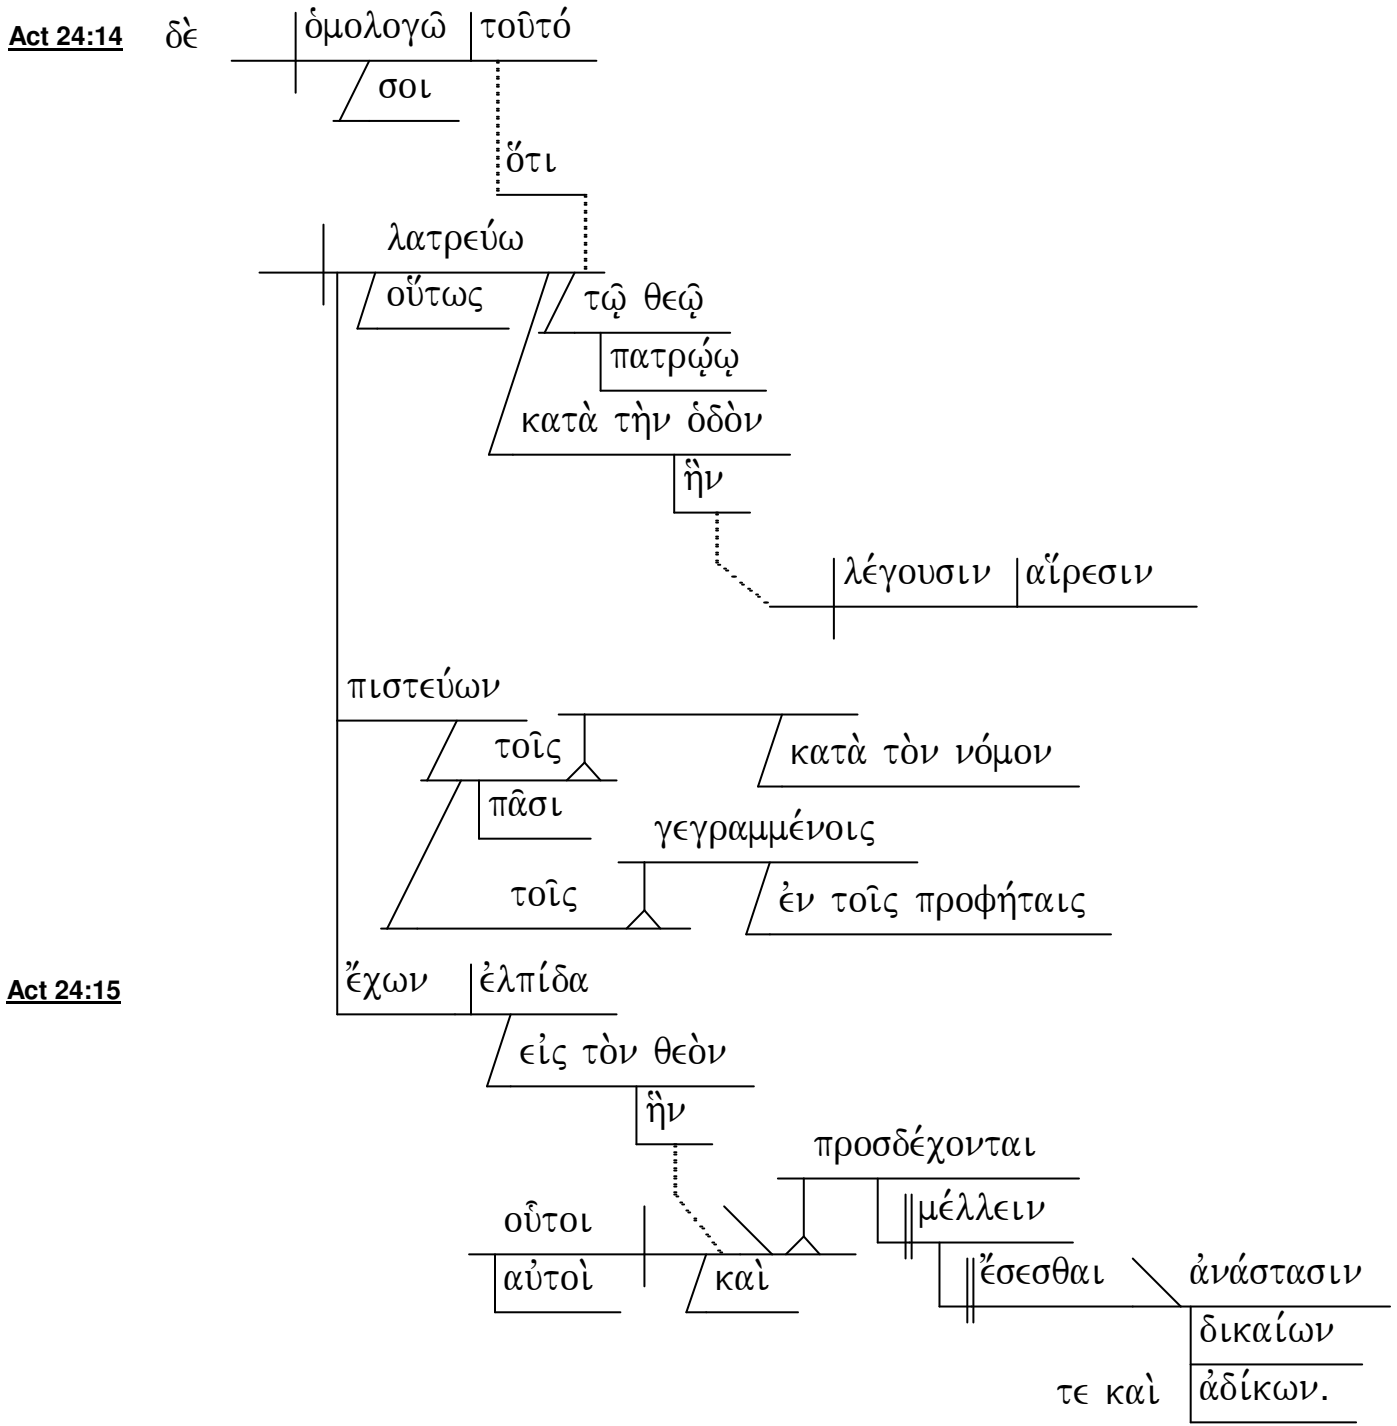 Act 24:14 δὲ ὁμολογῶ τοῦτό
σοι
ὅτι
λατρεύω
οὕτως τῷ θεῷ
πατρῴῳ
κατὰ τὴν ὁδὸν
ἣν
λέγουσιν αἵρεσιν
πιστεύων
τοῖς κατὰ τὸν νόμον
πᾶσι
γεγραμμένοις
τοῖς ἐν τοῖς προφήταις
Act 24:15 ἔχων ἐλπίδα
εἰς τὸν θεὸν
ἣν
προσδέχονται
οὗτοι μέλλειν
αὐτοὶ καὶ ἔσεσθαι ἀνάστασιν
δικαίων
τε καὶ ἀδίκων.